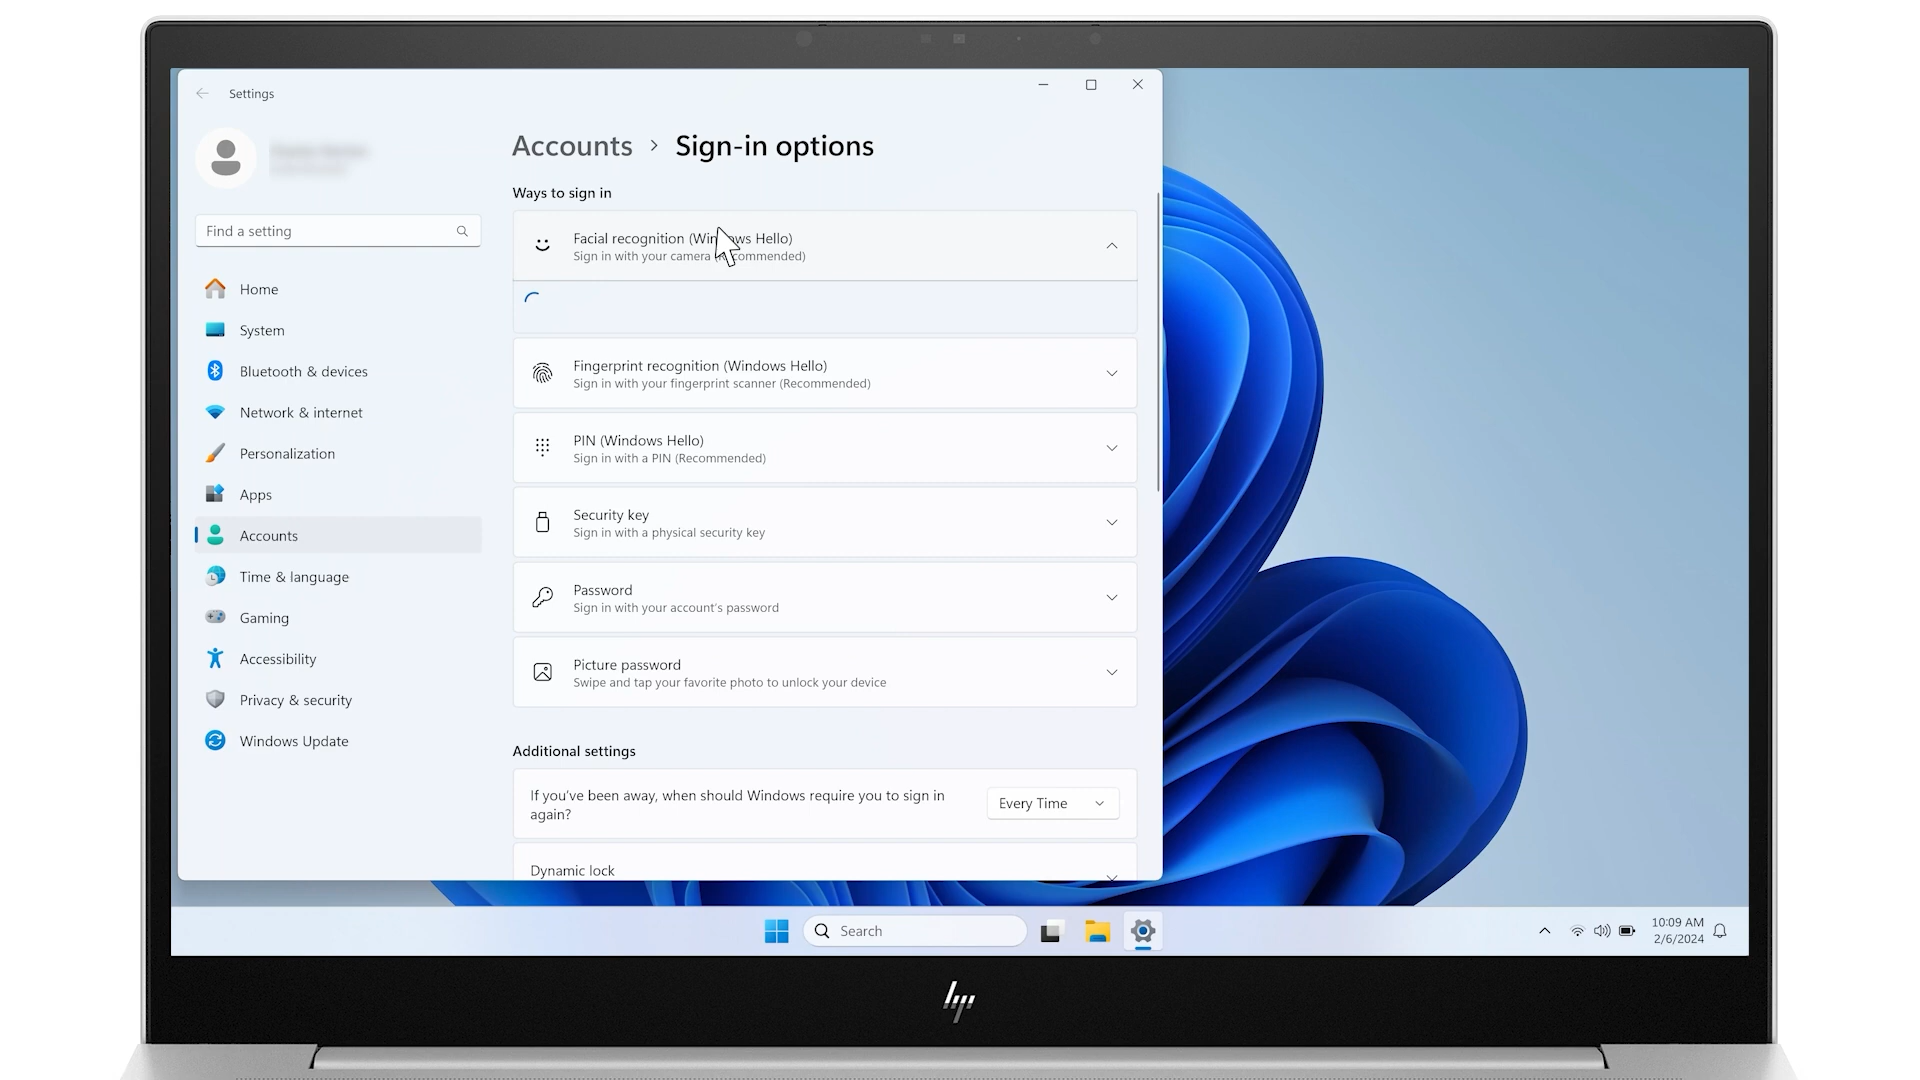 Settings
Accounts > Sign-in options
Ways to sign in
Find a setting
Home
System
Bluetooth & devices
Network & internet
Personalization
Apps
Accounts
Time & language
Gaming
Accessibility
Privacy & security
Windows Update
Facial recognition (Windows Hello)
Sign in with your camera (Recommended)
Fingerprint recognition (Windows Hello)
Sign in with your fingerprint scanner (Recommended)
PIN (Windows Hello)
Sign in with a PIN (Recommended)
Security key
Sign in with a physical security key
Password
Sign in with your account's password
Picture password
Swipe and tap your favorite photo to unlock your device
Additional settings
If you've been away, when should Windows require you to sign in
again?
Every Time
Dynamic lock
Search
10:09 AM
2/6/2024
hp